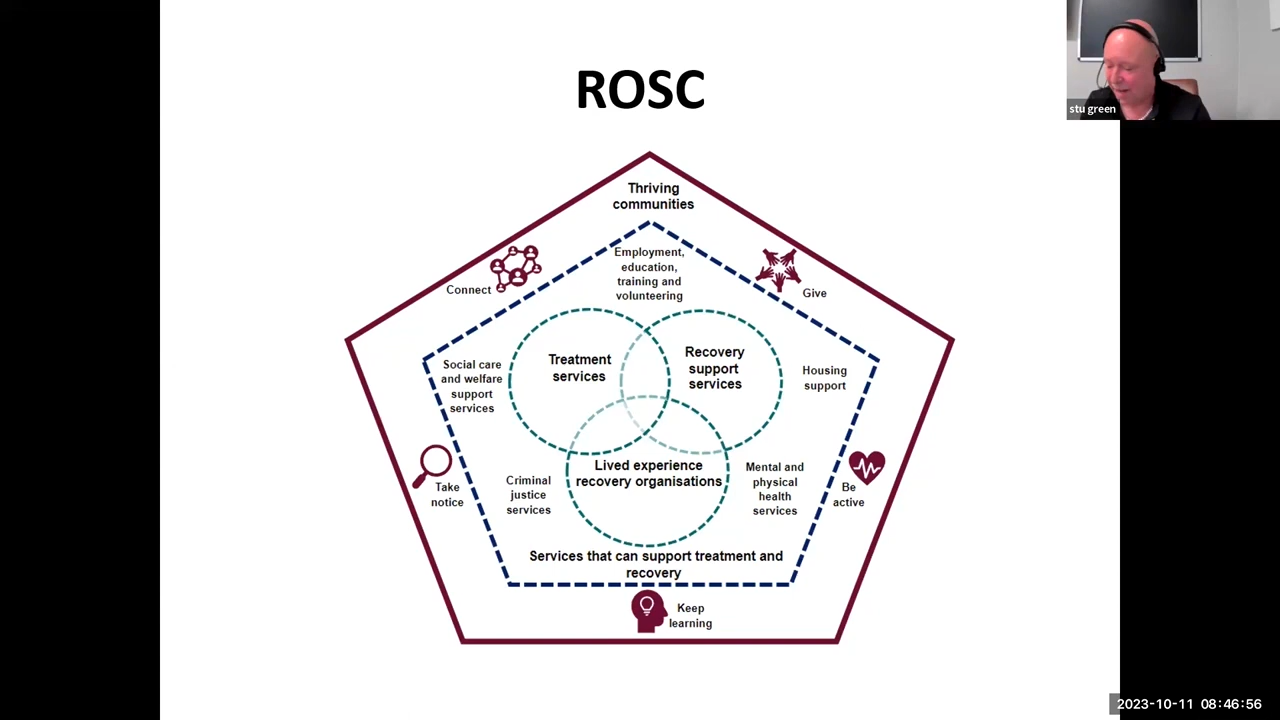 ROSC
stu green
Thriving
communities
Connect
Give
Employment,
education,
training and
volunteering
Social care
and welfare
support
services
Treatment
services
Recovery
support
services
Housing
support
Take
notice
Criminal
justice
services
Lived experience
recovery organisations
Mental and
physical
health
services
Be
active
Services that can support treatment and
recovery
Keep
learning
2023-10-11 08:46:56